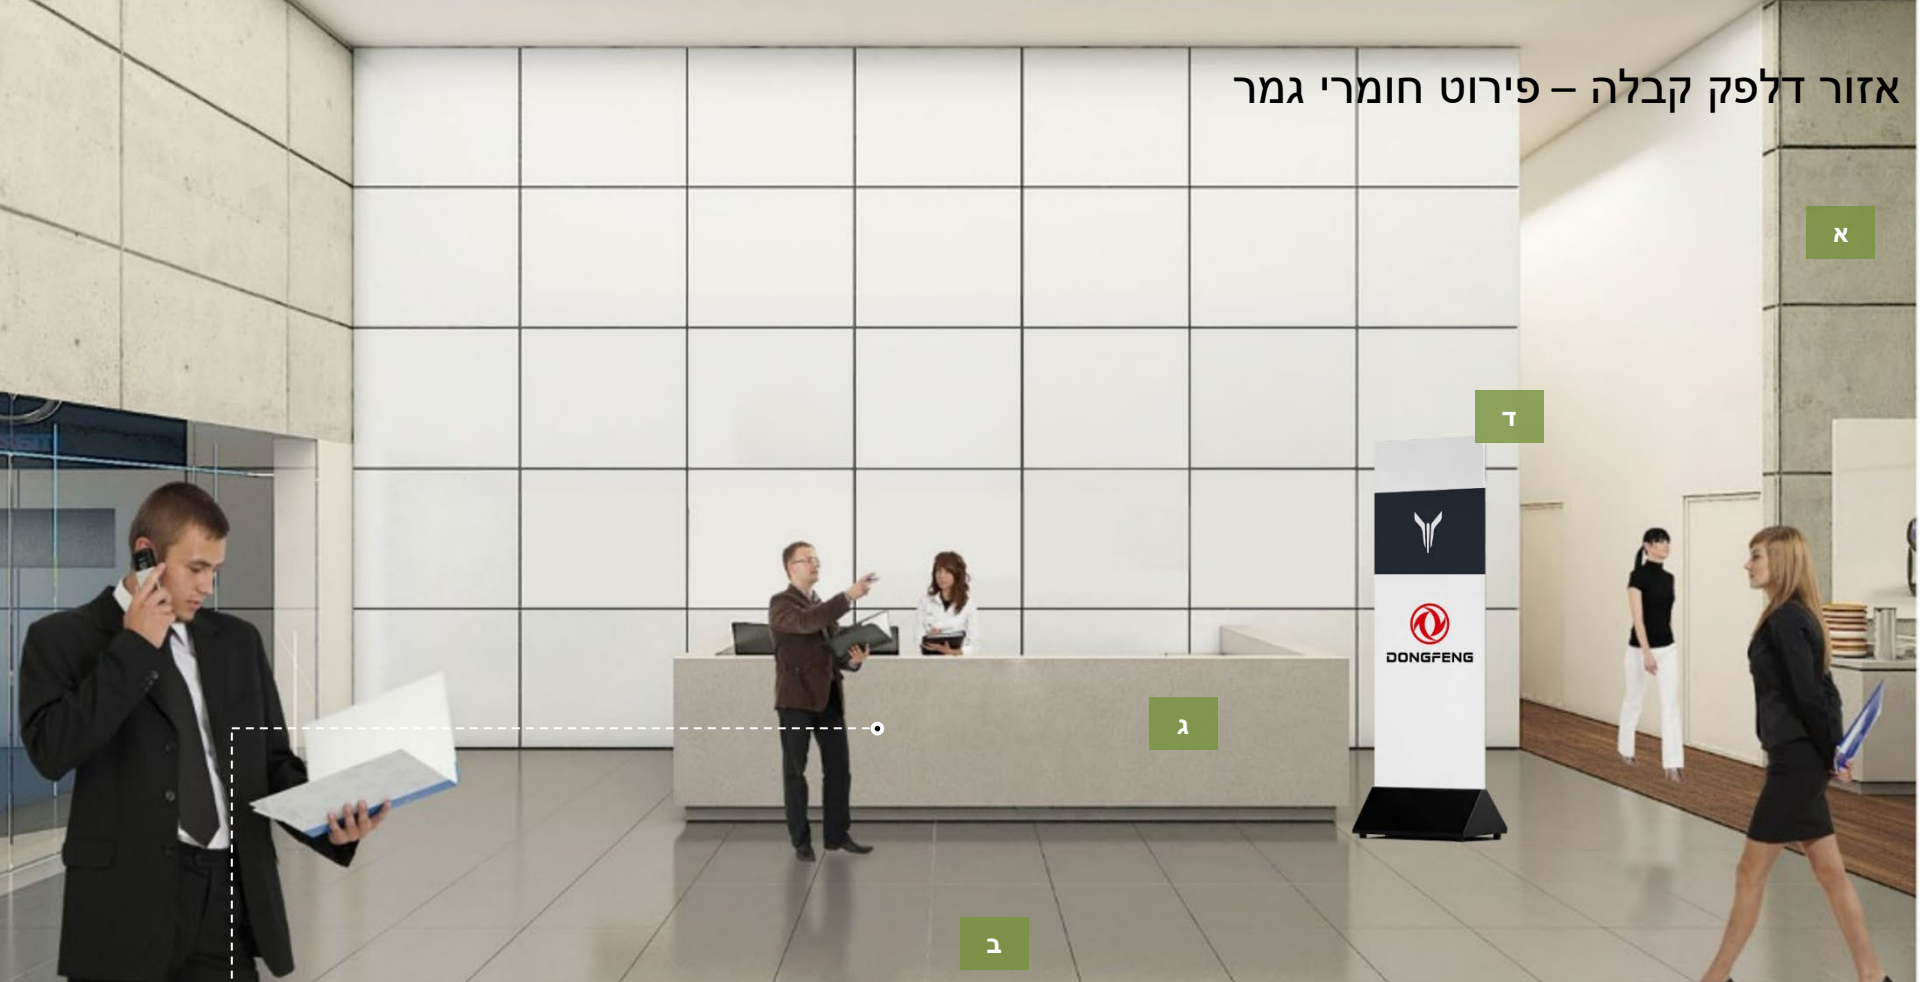 אזור דלפק קבלה – פירוט חומרי גמר
א
ד
DONGFENG
ג
ב